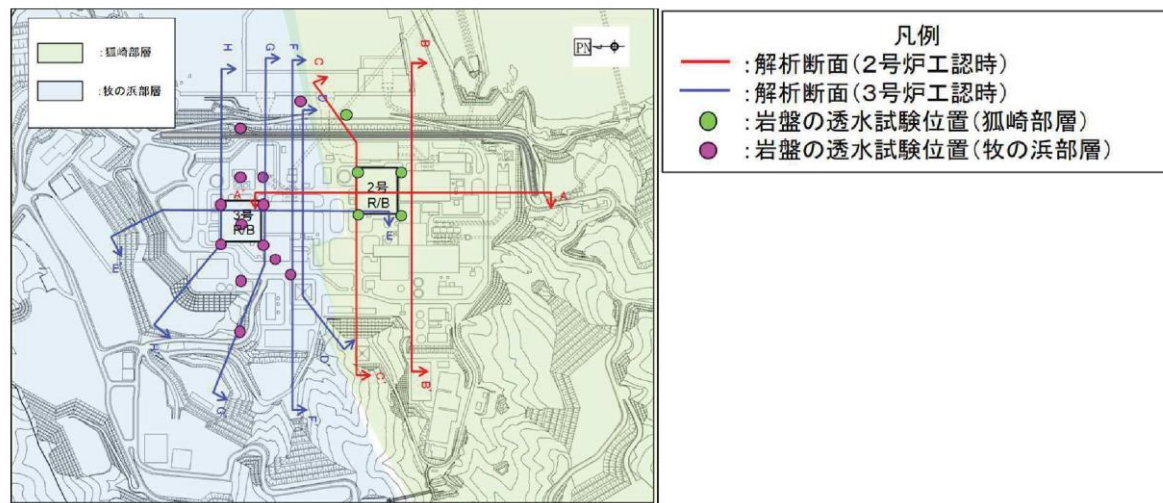 :狐崎部層
:牧の浜部層
PN
H
G
F
C
B
D
2号
R/B
A'
A
3号
R/B
E
E'
H'
D'
C'
B'
G'
F'
凡例
:解析断面(2号炉工認時)
:解析断面(3号炉工認時)
:岩盤の透水試験位置(狐崎部層)
:岩盤の透水試験位置(牧の浜部層)